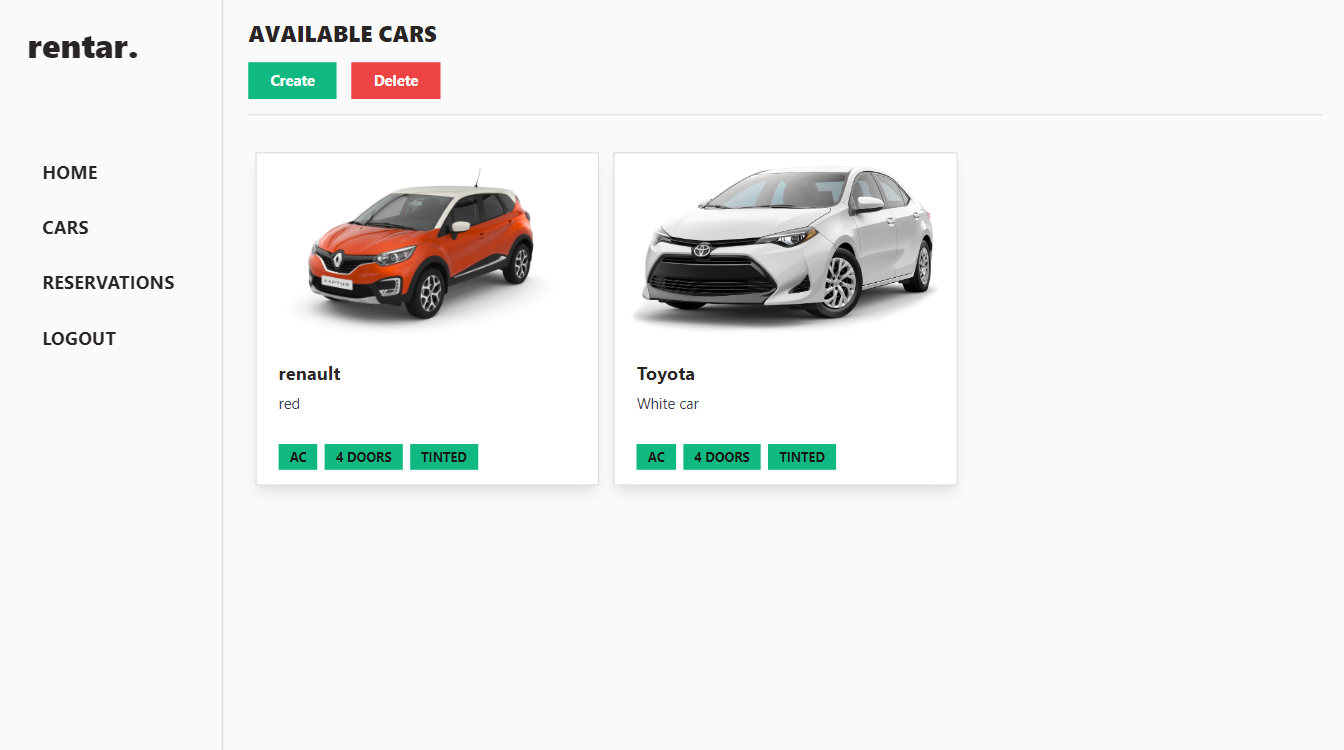 rentar.
HOME
CARS
RESERVATIONS
LOGOUT
AVAILABLE CARS
Create Delete
CAPTUR
renault
red
AC 4 DOORS TINTED
Toyota
White car
AC 4 DOORS TINTED